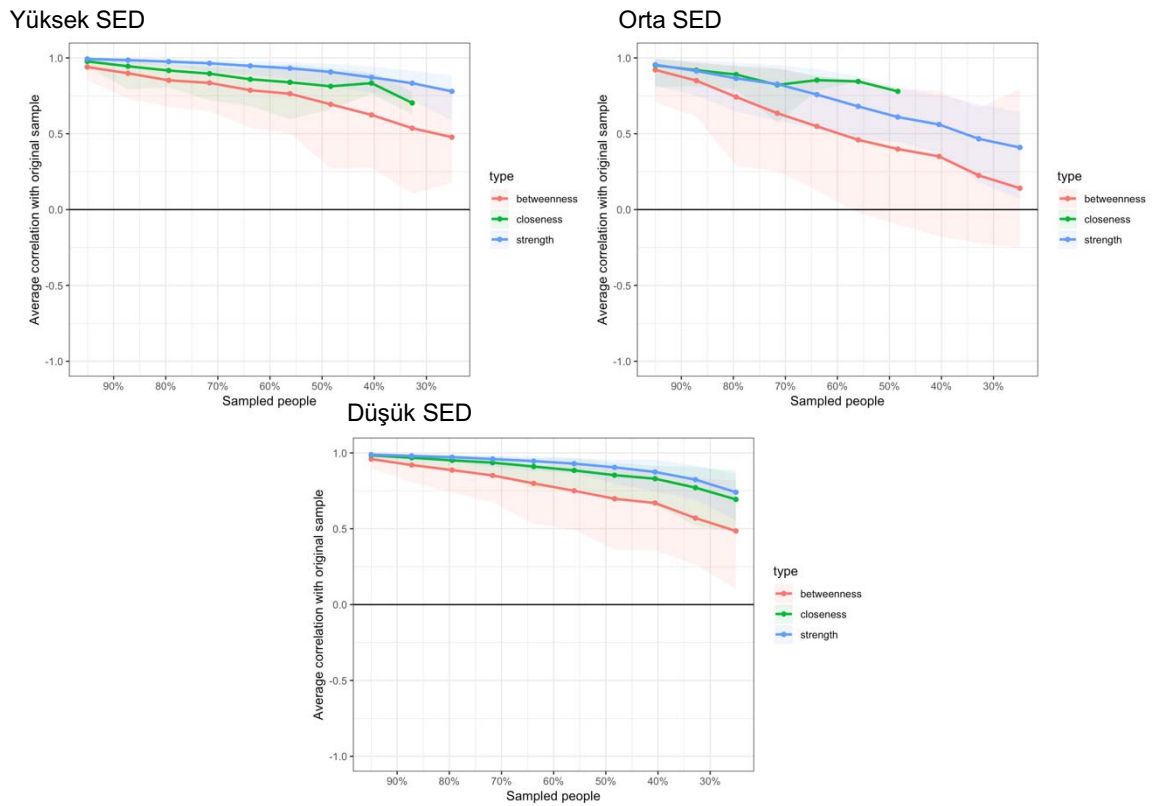 Yüksek SED
Average correlation with original sample
1.0
0.5
0.0
-0.5
-1.0
90% 80% 70% 60% 50% 40% 30%
Sampled people
type
betweenness
closeness
strength
Orta SED
Average correlation with original sample
1.0
0.5
0.0
-0.5
-1.0
90% 80% 70% 60% 50% 40% 30%
Sampled people
type
betweenness
closeness
strength
Düşük SED
Average correlation with original sample
1.0
0.5
0.0
-0.5
-1.0
90% 80% 70% 60% 50% 40% 30%
Sampled people
type
betweenness
closeness
strength